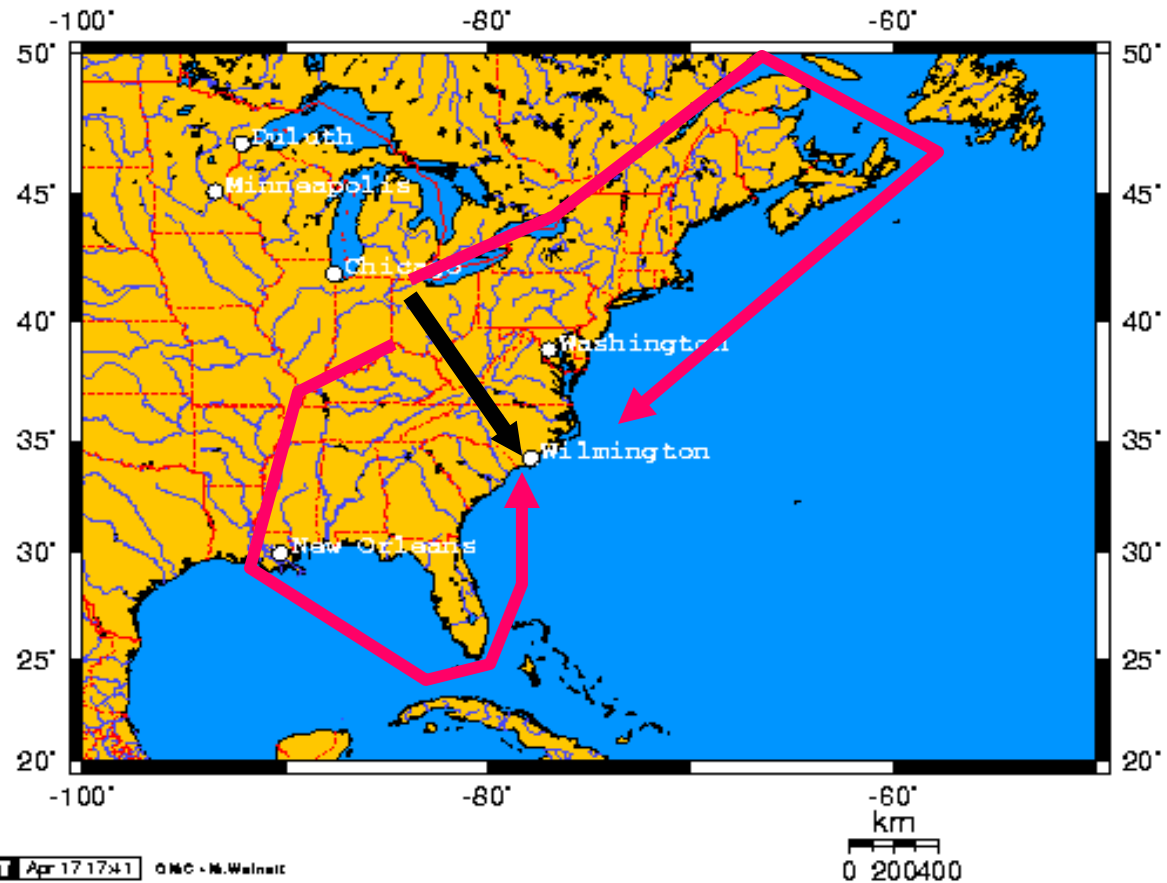 -100° -80° -60°
50° 50°
Duluth
Minneapolis
45° 45°
Chicago
40° 40°
Washington
35° 35°
Wilmington
New Orleans
30° 30°
25° 25°
20° 20°
-100° -80° -60°
km
0 200400
Apr 17 17:41